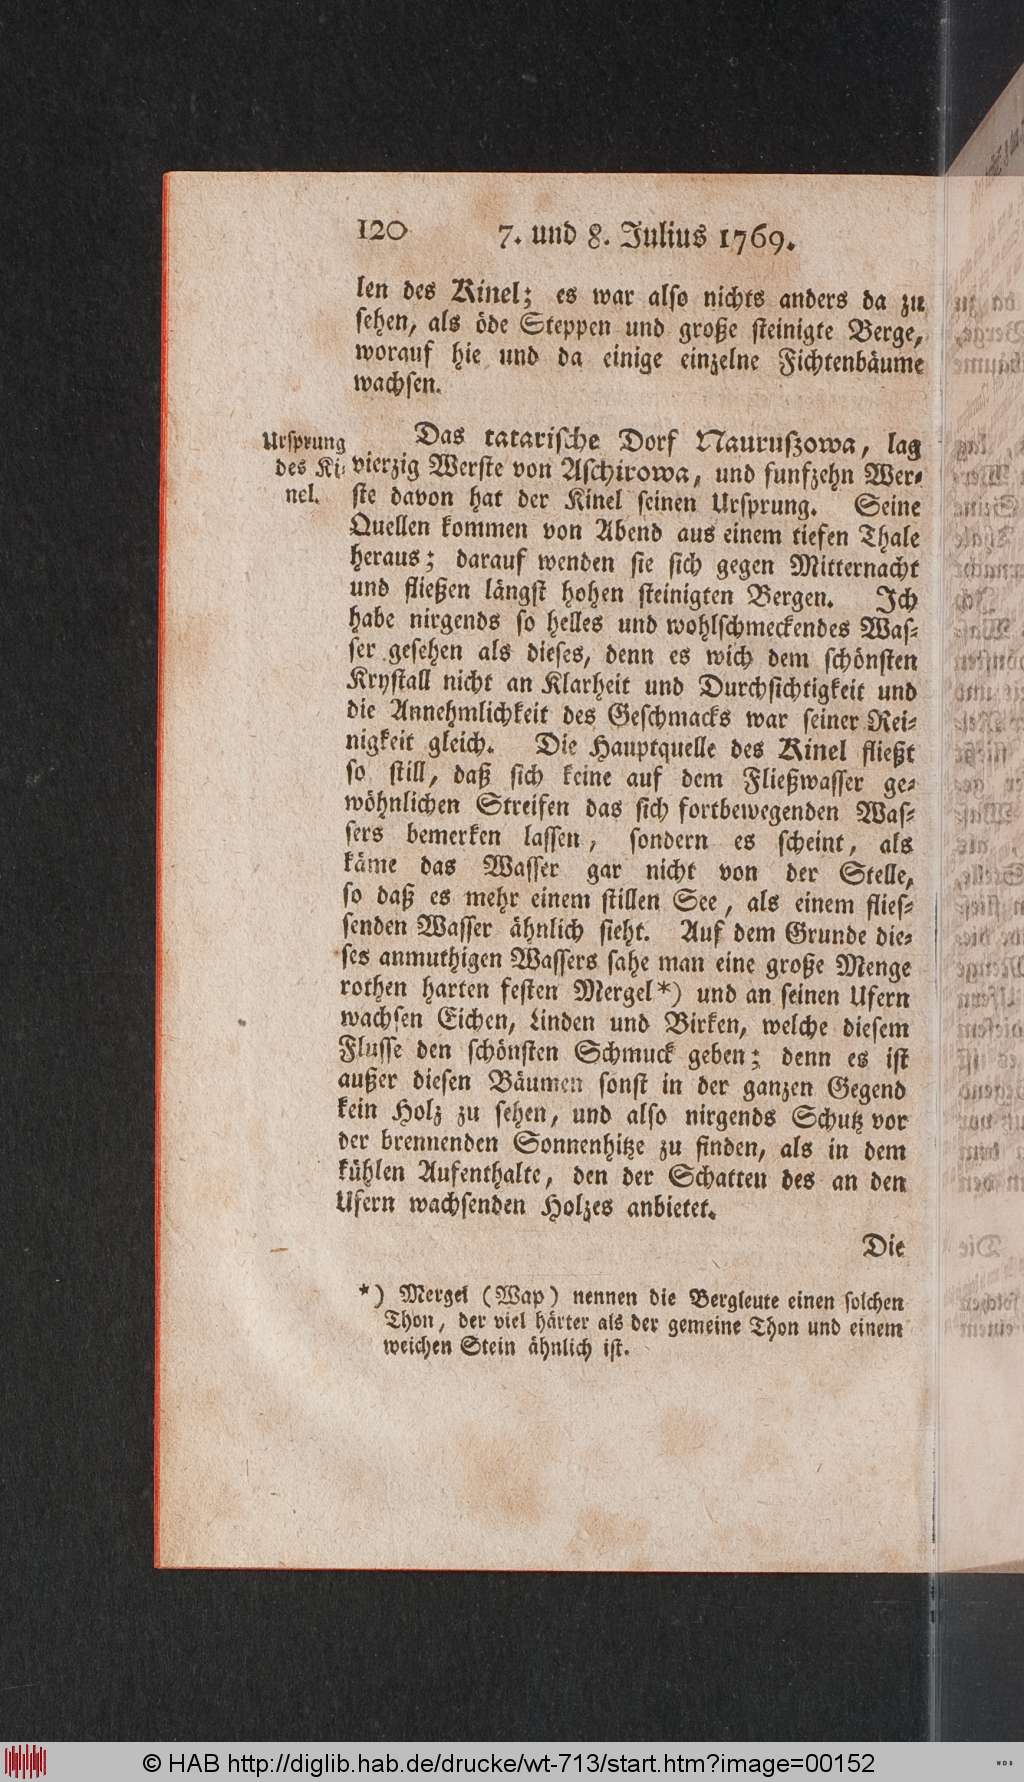 120 7. und 8. Julius 1769.
len des Kinel; es war also nichts anders da zu
sehen, als öde Steppen und große steinigte Berge,
worauf hie und da einige einzelne Fichtenbäume
wachsen.
Ursprung
des Ki-
nel.
Das tatarische Dorf Nauruszowa, lag
vierzig Werste von Aschirowa, und funfzehn Wer-
ste davon hat der Kinel seinen Ursprung. Seine
Quellen kommen von Abend aus einem tiefen Thale
heraus; darauf wenden sie sich gegen Mitternacht
und fließen längst hohen steinigten Bergen. Ich
habe nirgends so helles und wohlschmeckendes Was-
ser gesehen als dieses, denn es wich dem schönsten
Krystall nicht an Klarheit und Durchsichtigkeit und
die Annehmlichkeit des Geschmacks war seiner Rei-
nigkeit gleich. Die Hauptquelle des Kinel fließt
so still, daß sich keine auf dem Fließwasser ge-
wöhnlichen Streifen das sich fortbewegenden Was-
sers bemerken lassen, sondern es scheint, als
käme das Wasser gar nicht von der Stelle,
so daß es mehr einem stillen See, als einem flies-
senden Wasser ähnlich sieht. Auf dem Grunde die-
ses anmuthigen Wassers sahe man eine große Menge
rothen harten festen Mergel*) und an seinen Ufern
wachsen Eichen, Linden und Birken, welche diesem
Flusse den schönsten Schmuck geben; denn es ist
außer diesen Bäumen sonst in der ganzen Gegend
kein Holz zu sehen, und also nirgends Schutz vor
der brennenden Sonnenhitze zu finden, als in dem
kühlen Aufenthalte, den der Schatten des an den
Ufern wachsenden Holzes anbietet.
Die
*) Mergel (Wap) nennen die Bergleute einen solchen
Thon, der viel härter als der gemeine Thon und einem
weichen Stein ähnlich ist.
© HAB http://diglib.hab.de/drucke/wt-713/start.htm?image=00152